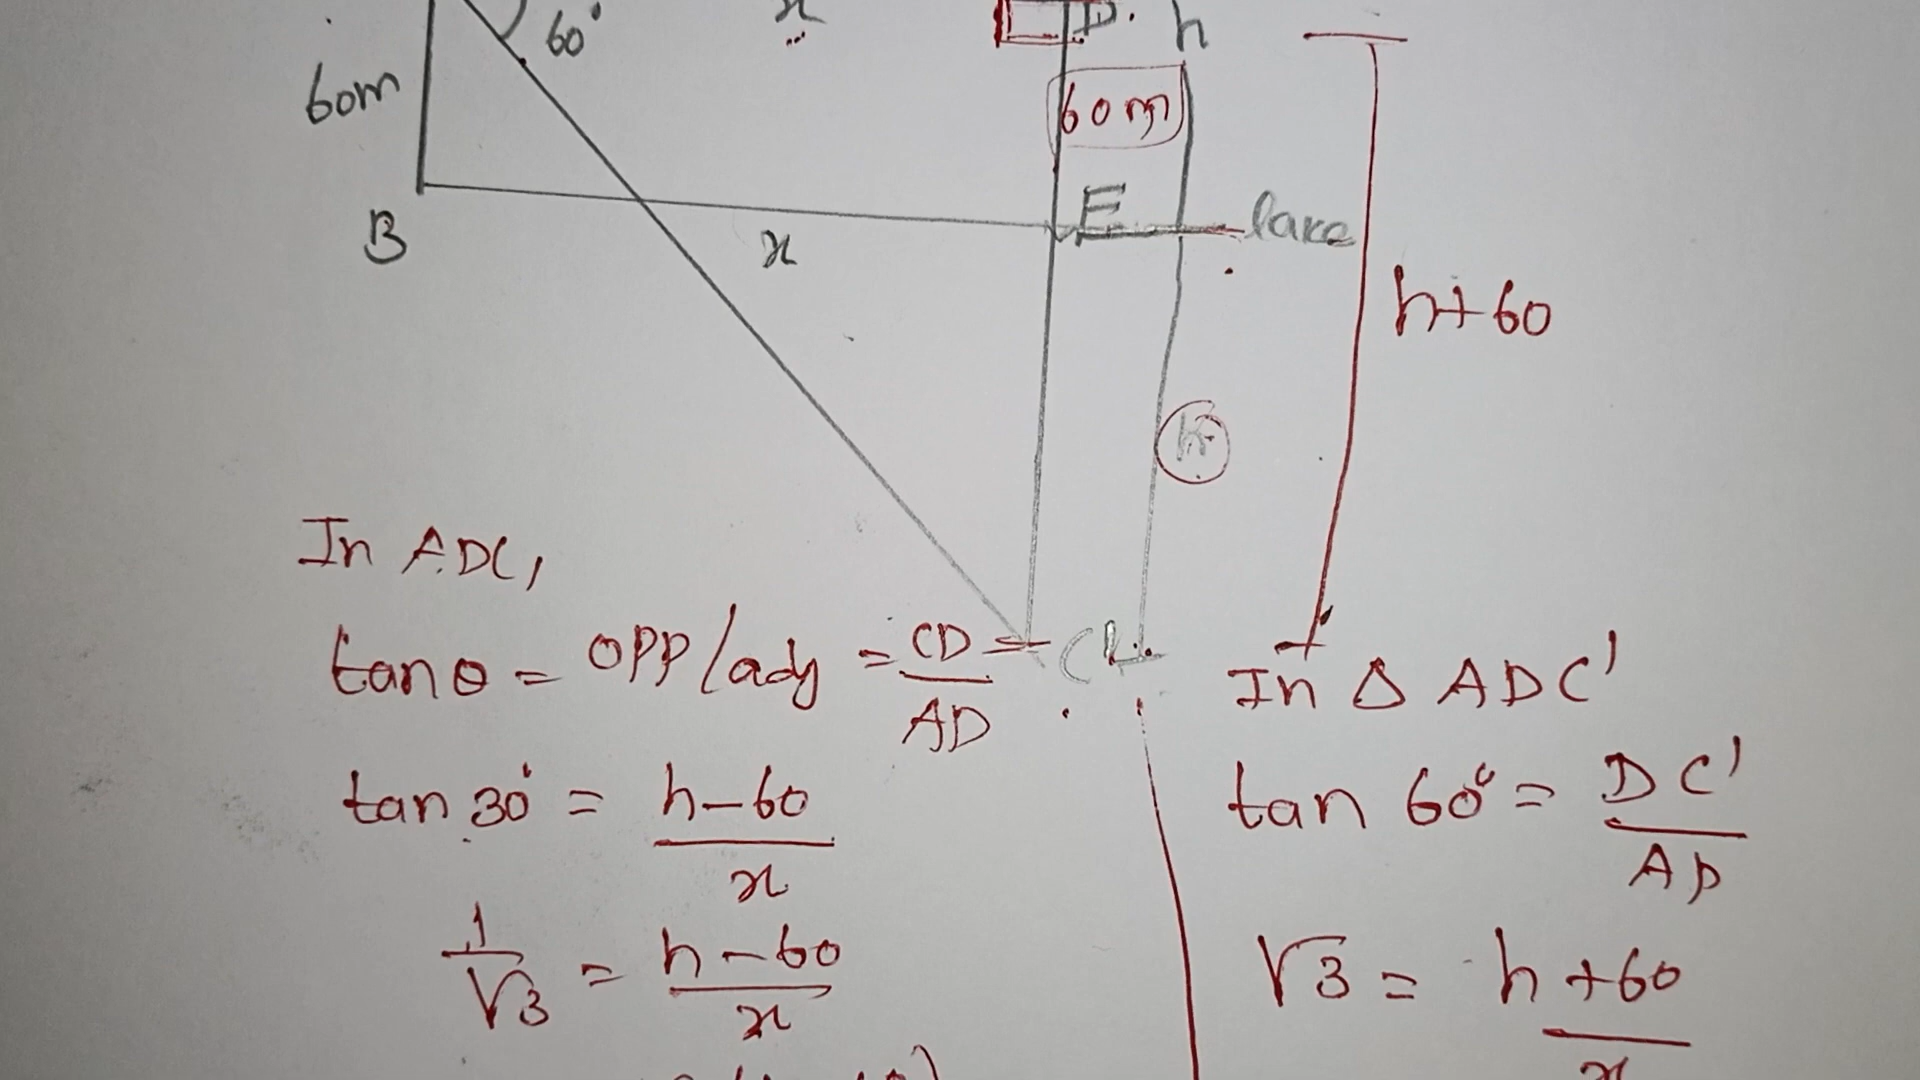 x
D. h
60°
60m
60m
E
lake
B
x
h+60
h
In ADC,
tan θ = opp/adj = CD/AD =
C'
In Δ ADC'
tan 30° = h-60/x
tan 60° = DC'/AD
1/√3 = h-60/x
√3 = h+60/x